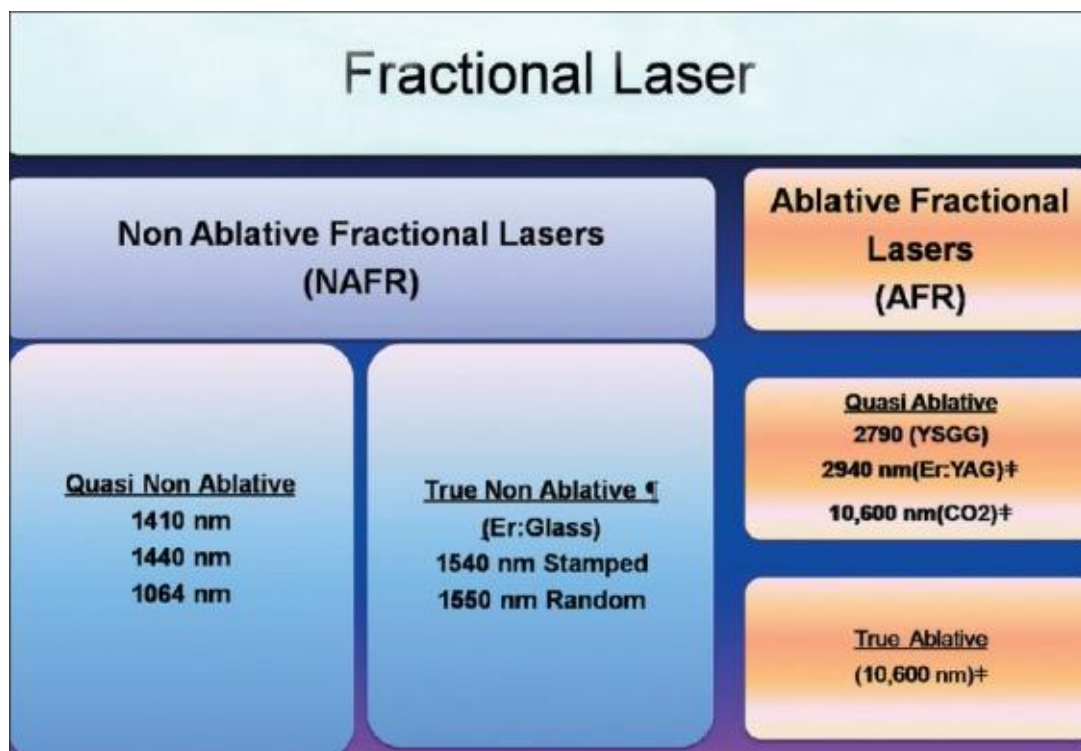 Fractional Laser
Non Ablative Fractional Lasers
(NAFR)
Ablative Fractional
Lasers
(AFR)
Quasi Non Ablative
1410 nm
1440 nm
1064 nm
True Non Ablative ¶
(Er:Glass)
1540 nm Stamped
1550 nm Random
Quasi Ablative
2790 (YSGG)
2940 nm(Er:YAG)ǂ
10,600 nm(CO2)ǂ
True Ablative
(10,600 nm)ǂ